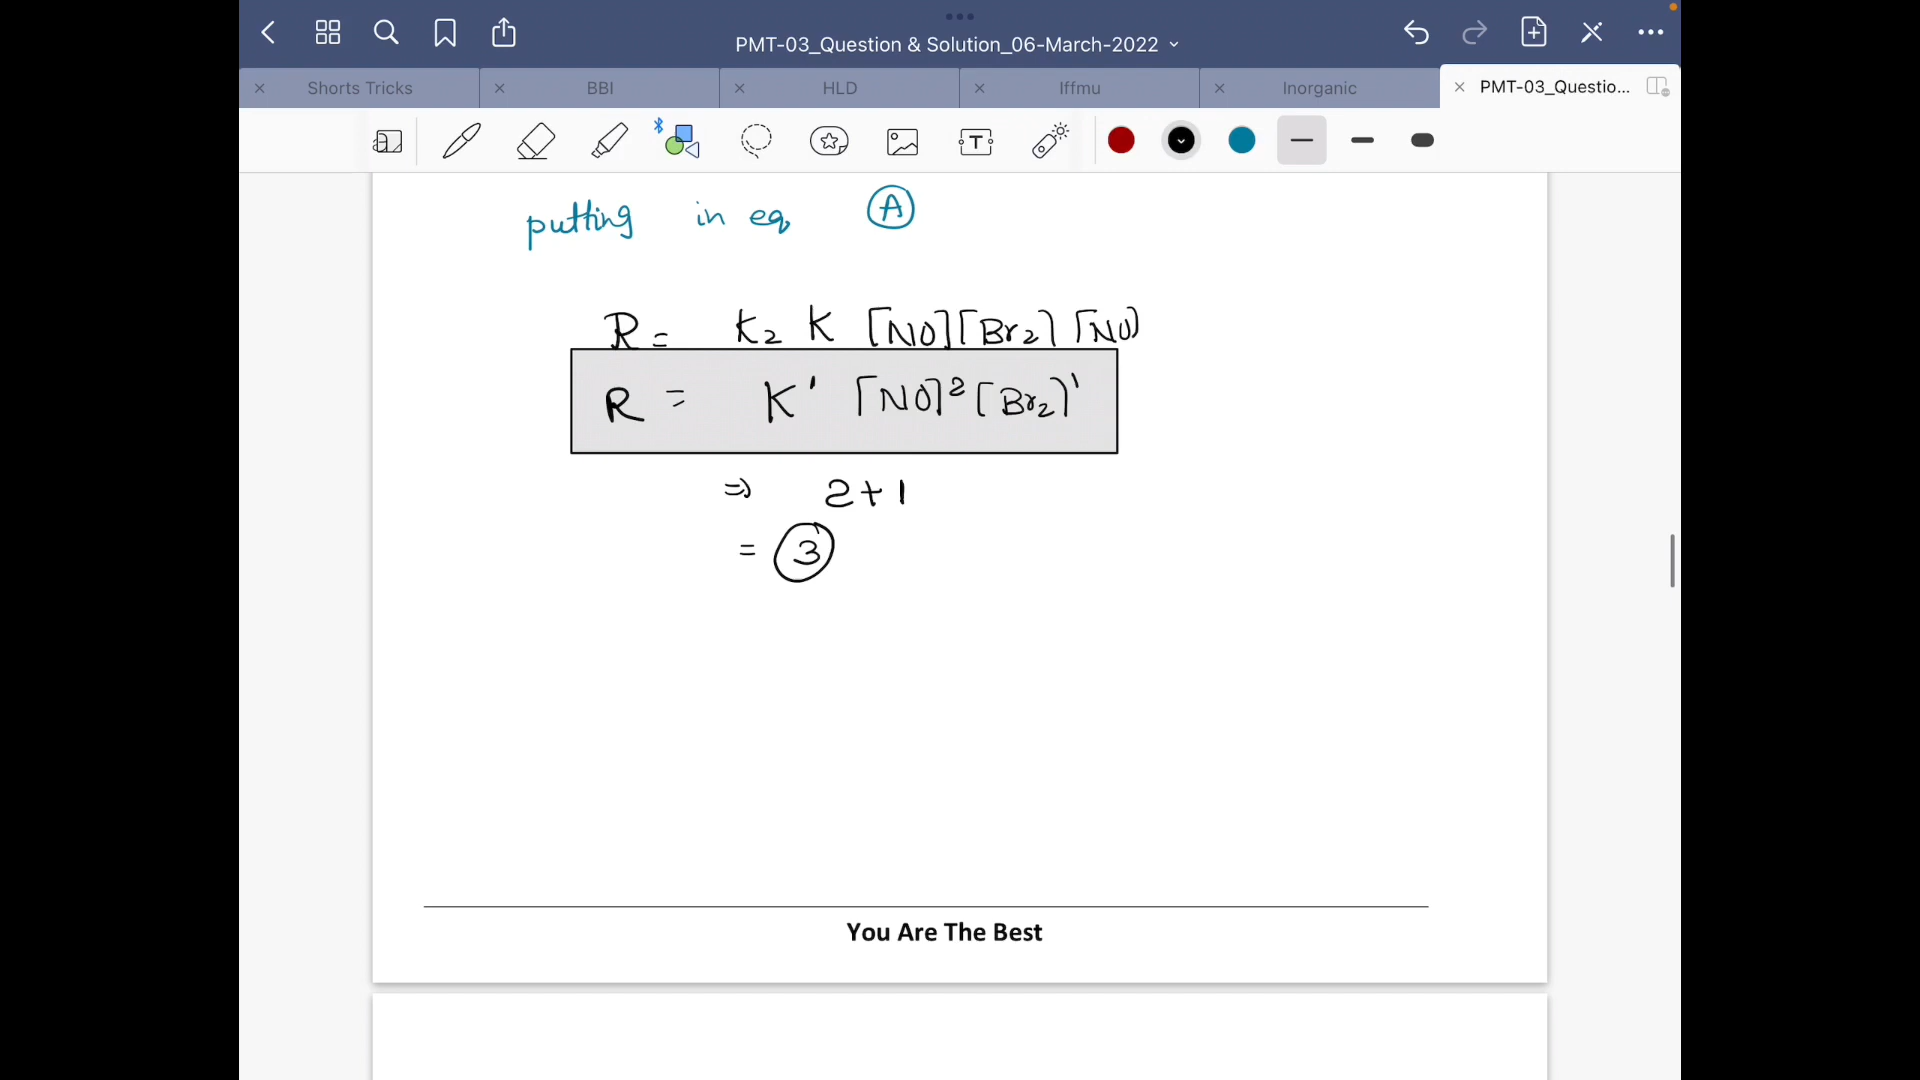 PMT-03_Question & Solution_06-March-2022
Shorts Tricks
BBI
HLD
Iffmu
Inorganic
PMT-03_Questio...
T
putting in eq (A)
R = K₂ K [NO][Br₂][NO]
R = K' [NO]² [Br₂]¹
⇒ 2+1
= 3
You Are The Best